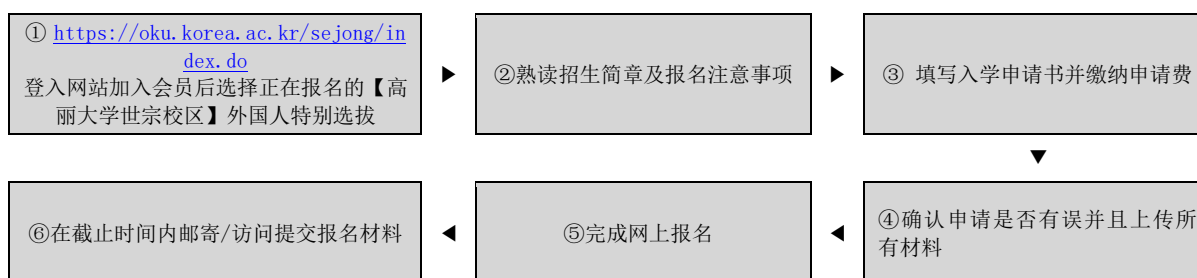 ① https://oku.korea.ac.kr/sejong/in
dex.do
登入网站加入会员后选择正在报名的【高
丽大学世宗校区】外国人特别选拔
▶
②熟读招生简章及报名注意事项
▶
③ 填写入学申请书并缴纳申请费
▼
④确认申请是否有误并且上传所
有材料
◀
⑤完成网上报名
◀
⑥在截止时间内邮寄/访问提交报名材料